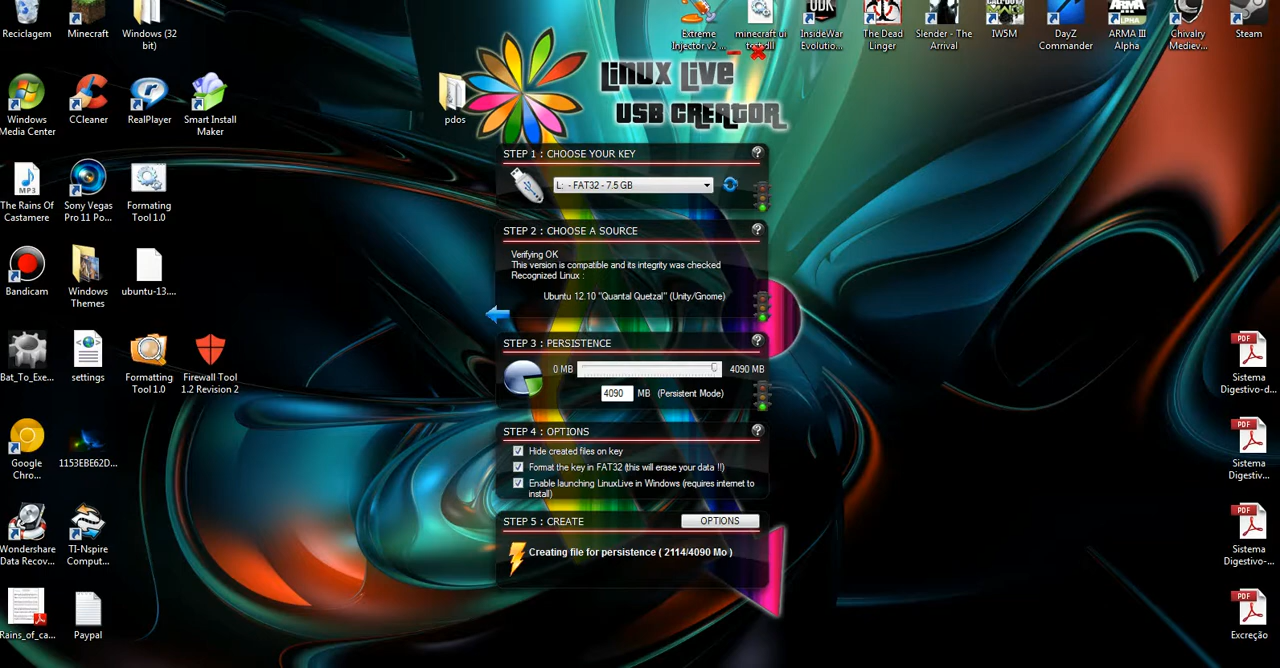 Reciclagem
Minecraft
Windows (32
bit)
Extreme
Injector v2 ...
minecraft ui
InsideWar
Evolutio...
The Dead
Linger
Slender - The
Arrival
IW5M
DayZ
Commander
ARMA III
Alpha
Chivalry
Mediev...
Steam
Windows
Media Center
CCleaner
RealPlayer
Smart Install
Maker
pdos
LINUX LIVE
USB CREATOR
STEP 1 : CHOOSE YOUR KEY
L: - FAT32 - 7.5 GB
The Rains Of
Castamere
Sony Vegas
Pro 11 Po...
Formating
Tool 1.0
STEP 2 : CHOOSE A SOURCE
Verifying OK
This version is compatible and its integrity was checked
Recognized Linux :
Ubuntu 12.10 "Quantal Quetzal" (Unity/Gnome)
Bandicam
Windows
Themes
ubuntu-13....
STEP 3 : PERSISTENCE
0 MB
4090 MB
4090 MB (Persistent Mode)
Bat_To_Exe...
settings
Formatting
Tool 1.0
Firewall Tool
1.2 Revision 2
Sistema
Digestivo-d...
STEP 4 : OPTIONS
Hide created files on key
Format the key in FAT32 (this will erase your data !!)
Enable launching LinuxLive in Windows (requires internet to
install)
Google
Chro...
1153EBE62D...
Sistema
Digestiv...
STEP 5 : CREATE
OPTIONS
Creating file for persistence ( 2114/4090 Mo )
Wondershare
Data Recov...
TI-Nspire
Comput...
Sistema
Digestivo-...
Rains_of_ca...
Paypal
Excreção